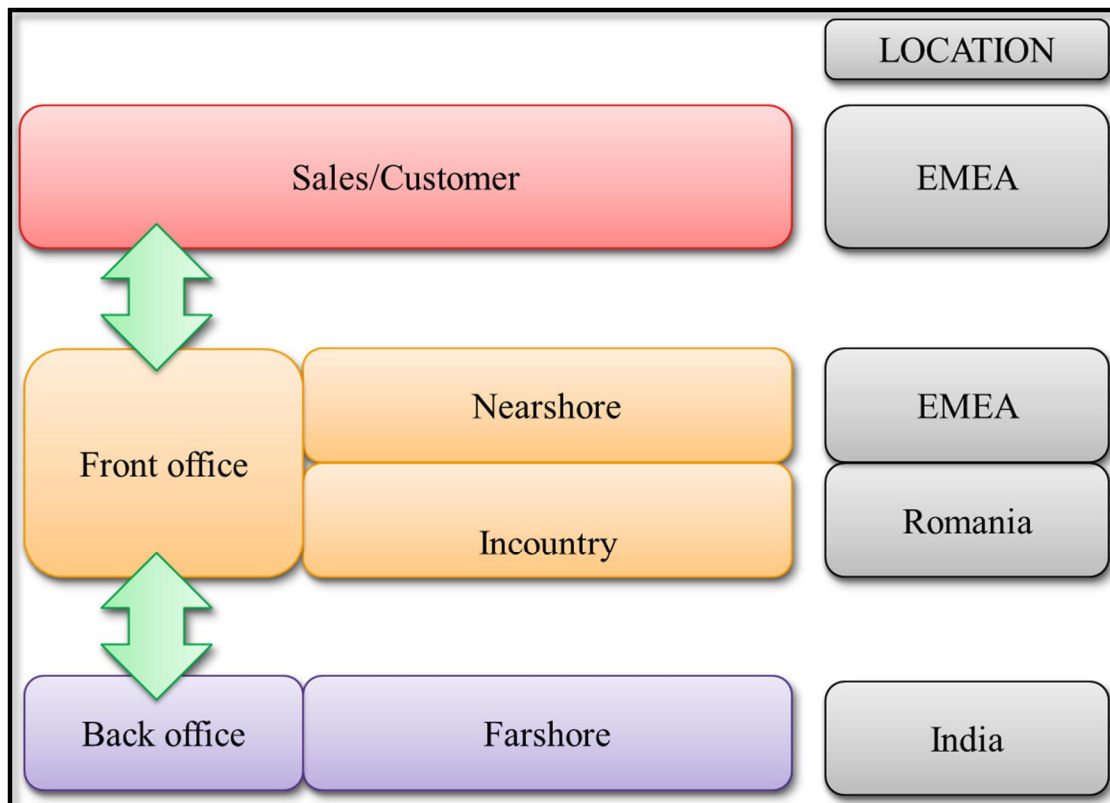 LOCATION
Sales/Customer
EMEA
Front office
Nearshore
EMEA
Incountry
Romania
Back office
Farshore
India